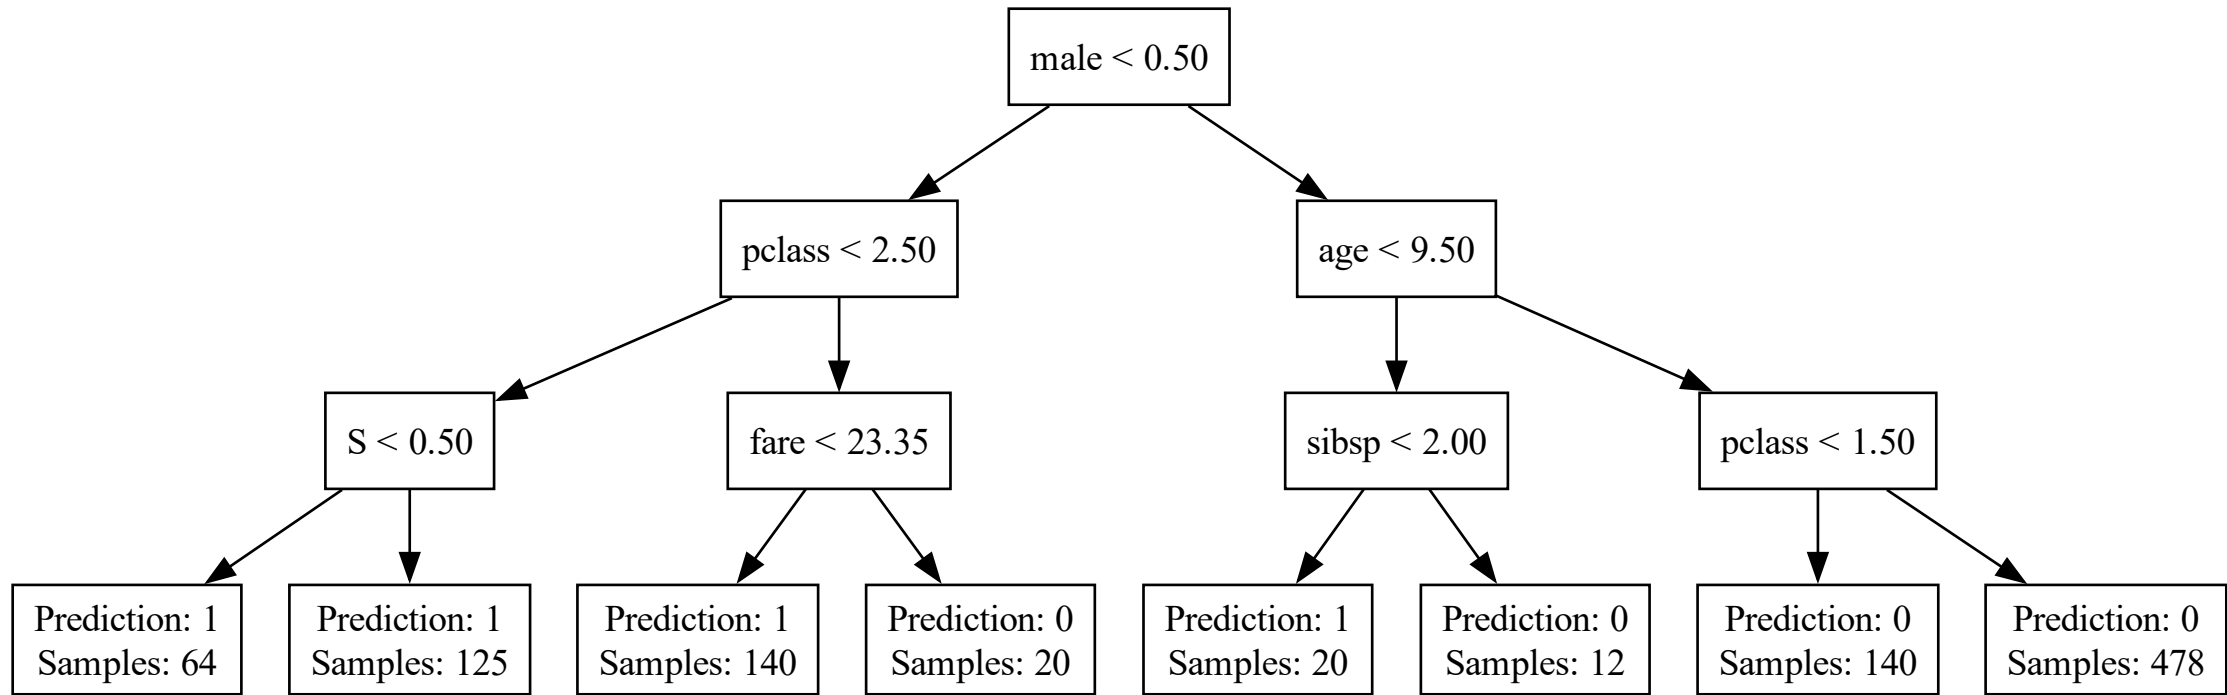 male < 0.50
pclass < 2.50
age < 9.50
S < 0.50
fare < 23.35
sibsp < 2.00
pclass < 1.50
Prediction: 1
Samples: 64
Prediction: 1
Samples: 125
Prediction: 1
Samples: 140
Prediction: 0
Samples: 20
Prediction: 1
Samples: 20
Prediction: 0
Samples: 12
Prediction: 0
Samples: 140
Prediction: 0
Samples: 478